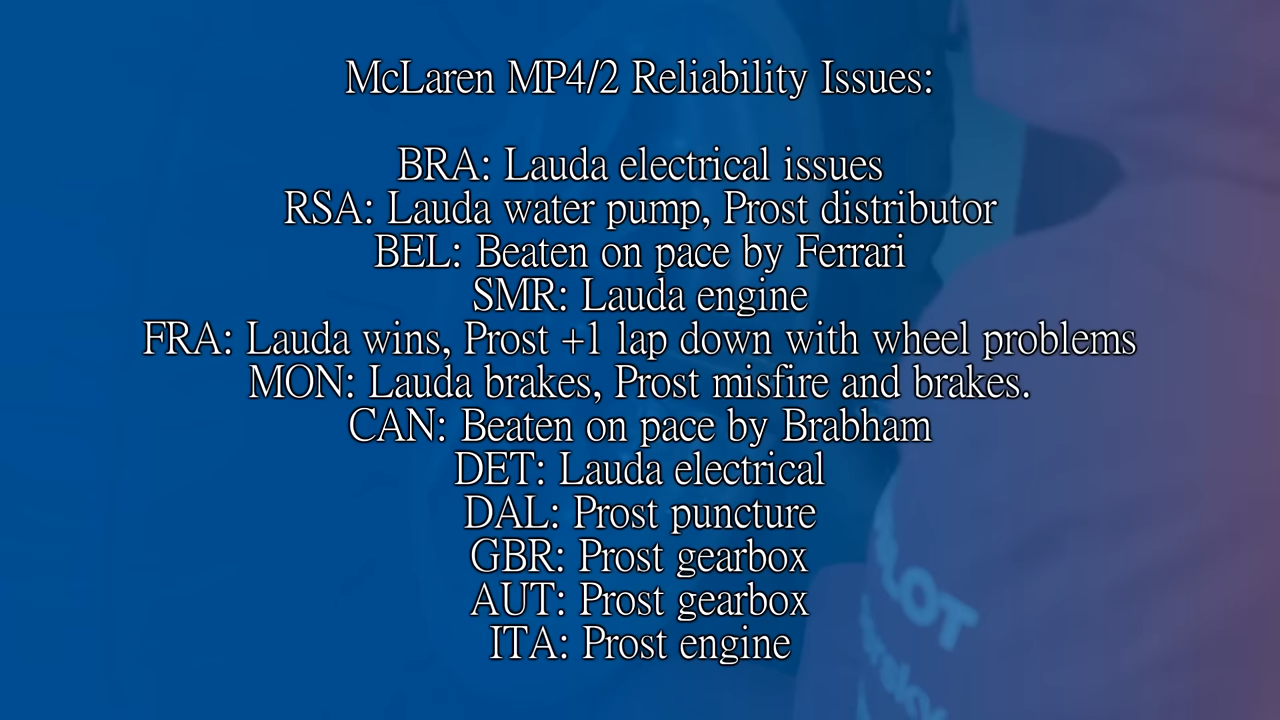 McLaren MP4/2 Reliability Issues:
BRA: Lauda electrical issues
RSA: Lauda water pump, Prost distributor
BEL: Beaten on pace by Ferrari
SMR: Lauda engine
FRA: Lauda wins, Prost +1 lap down with wheel problems
MON: Lauda brakes, Prost misfire and brakes.
CAN: Beaten on pace by Brabham
DET: Lauda electrical
DAL: Prost puncture
GBR: Prost gearbox
AUT: Prost gearbox
ITA: Prost engine